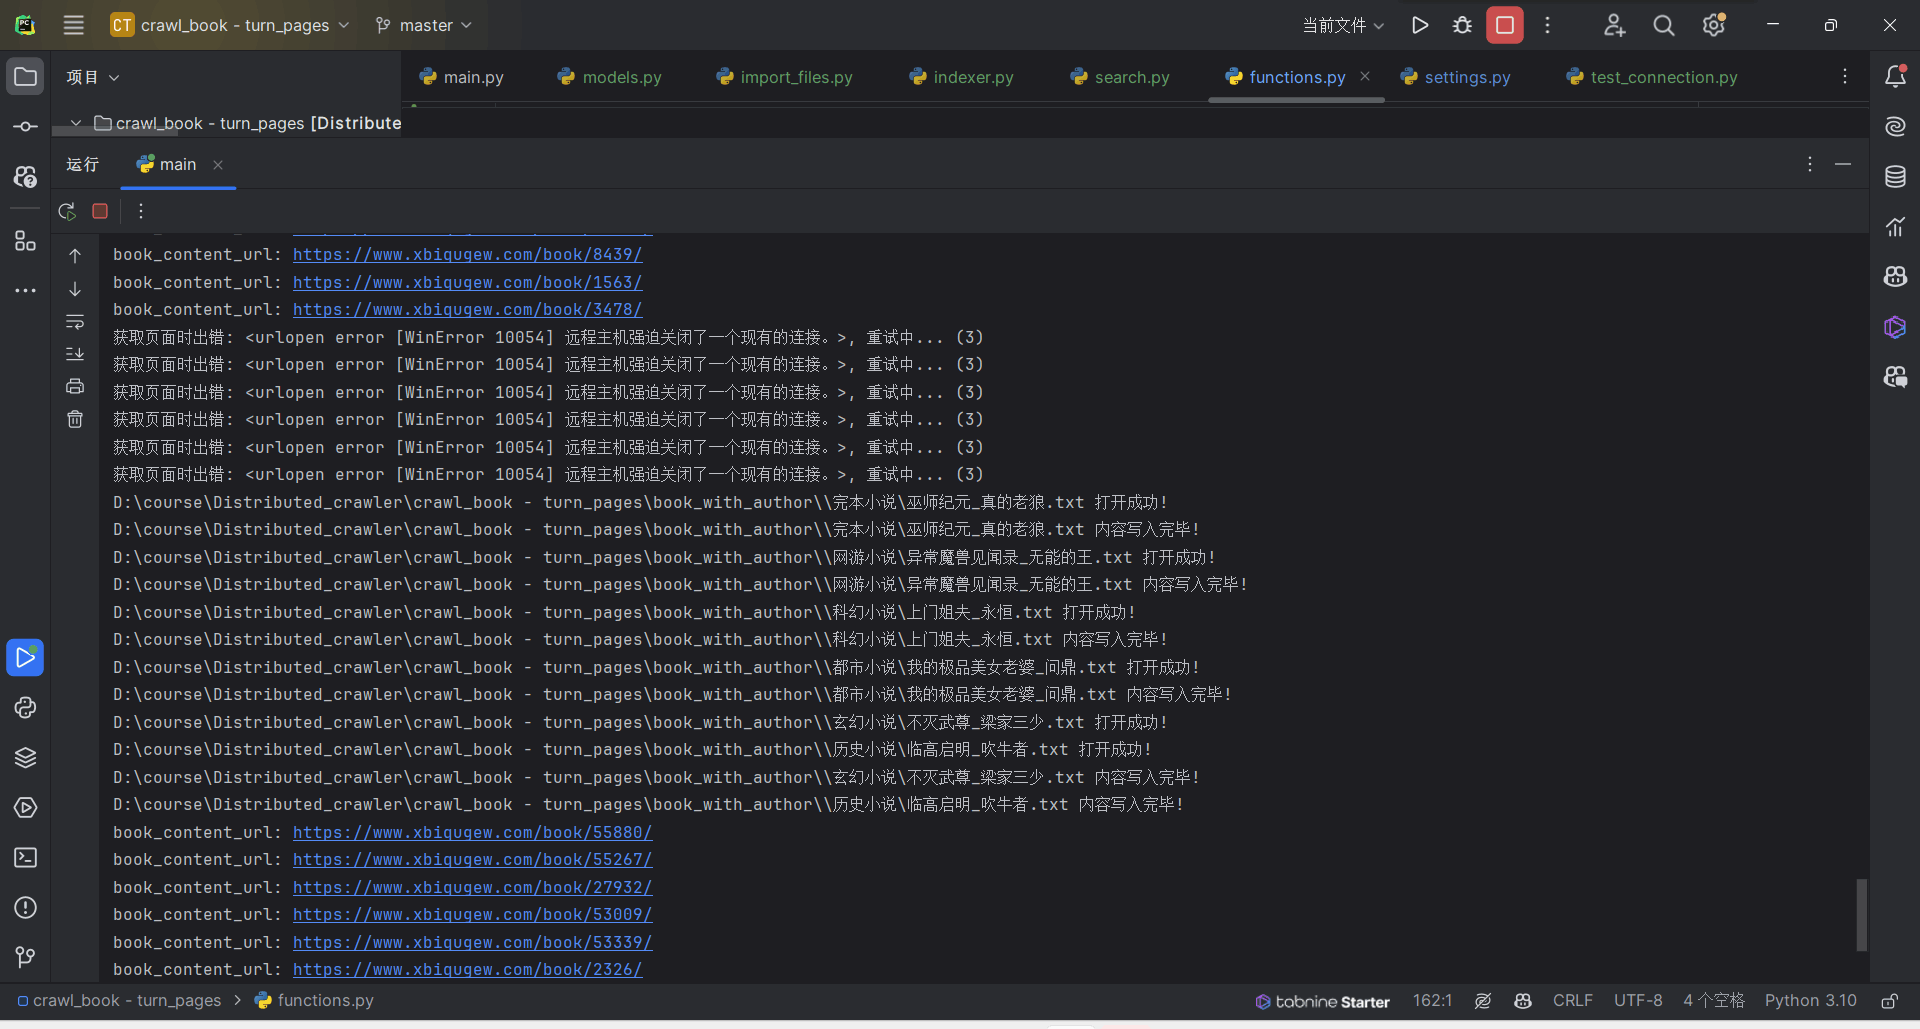 CT crawl_book - turn_pages master 当前文件
项目 main.py models.py import_files.py indexer.py search.py functions.py settings.py test_connection.py
crawl_book - turn_pages [Distribute
运行 main
book_content_url: https://www.xbiqugew.com/book/8439/
book_content_url: https://www.xbiqugew.com/book/1563/
book_content_url: https://www.xbiqugew.com/book/3478/
获取页面时出错: <urlopen error [WinError 10054] 远程主机强迫关闭了一个现有的连接。>, 重试中... (3)
获取页面时出错: <urlopen error [WinError 10054] 远程主机强迫关闭了一个现有的连接。>, 重试中... (3)
获取页面时出错: <urlopen error [WinError 10054] 远程主机强迫关闭了一个现有的连接。>, 重试中... (3)
获取页面时出错: <urlopen error [WinError 10054] 远程主机强迫关闭了一个现有的连接。>, 重试中... (3)
获取页面时出错: <urlopen error [WinError 10054] 远程主机强迫关闭了一个现有的连接。>, 重试中... (3)
获取页面时出错: <urlopen error [WinError 10054] 远程主机强迫关闭了一个现有的连接。>, 重试中... (3)
D:\course\Distributed_crawler\crawl_book - turn_pages\book_with_author\\完本小说\巫师纪元_真的老狼.txt 打开成功!
D:\course\Distributed_crawler\crawl_book - turn_pages\book_with_author\\完本小说\巫师纪元_真的老狼.txt 内容写入完毕!
D:\course\Distributed_crawler\crawl_book - turn_pages\book_with_author\\网游小说\异常魔兽见闻录_无能的王.txt 打开成功!
D:\course\Distributed_crawler\crawl_book - turn_pages\book_with_author\\网游小说\异常魔兽见闻录_无能的王.txt 内容写入完毕!
D:\course\Distributed_crawler\crawl_book - turn_pages\book_with_author\\科幻小说\上门姐夫_永恒.txt 打开成功!
D:\course\Distributed_crawler\crawl_book - turn_pages\book_with_author\\科幻小说\上门姐夫_永恒.txt 内容写入完毕!
D:\course\Distributed_crawler\crawl_book - turn_pages\book_with_author\\都市小说\我的极品美女老婆_问鼎.txt 打开成功!
D:\course\Distributed_crawler\crawl_book - turn_pages\book_with_author\\都市小说\我的极品美女老婆_问鼎.txt 内容写入完毕!
D:\course\Distributed_crawler\crawl_book - turn_pages\book_with_author\\玄幻小说\不灭武尊_梁家三少.txt 打开成功!
D:\course\Distributed_crawler\crawl_book - turn_pages\book_with_author\\历史小说\临高启明_吹牛者.txt 打开成功!
D:\course\Distributed_crawler\crawl_book - turn_pages\book_with_author\\玄幻小说\不灭武尊_梁家三少.txt 内容写入完毕!
D:\course\Distributed_crawler\crawl_book - turn_pages\book_with_author\\历史小说\临高启明_吹牛者.txt 内容写入完毕!
book_content_url: https://www.xbiqugew.com/book/55880/
book_content_url: https://www.xbiqugew.com/book/55267/
book_content_url: https://www.xbiqugew.com/book/27932/
book_content_url: https://www.xbiqugew.com/book/53009/
book_content_url: https://www.xbiqugew.com/book/53339/
book_content_url: https://www.xbiqugew.com/book/2326/
crawl_book - turn_pages > functions.py tabnine Starter 162:1 CRLF UTF-8 4 个空格 Python 3.10